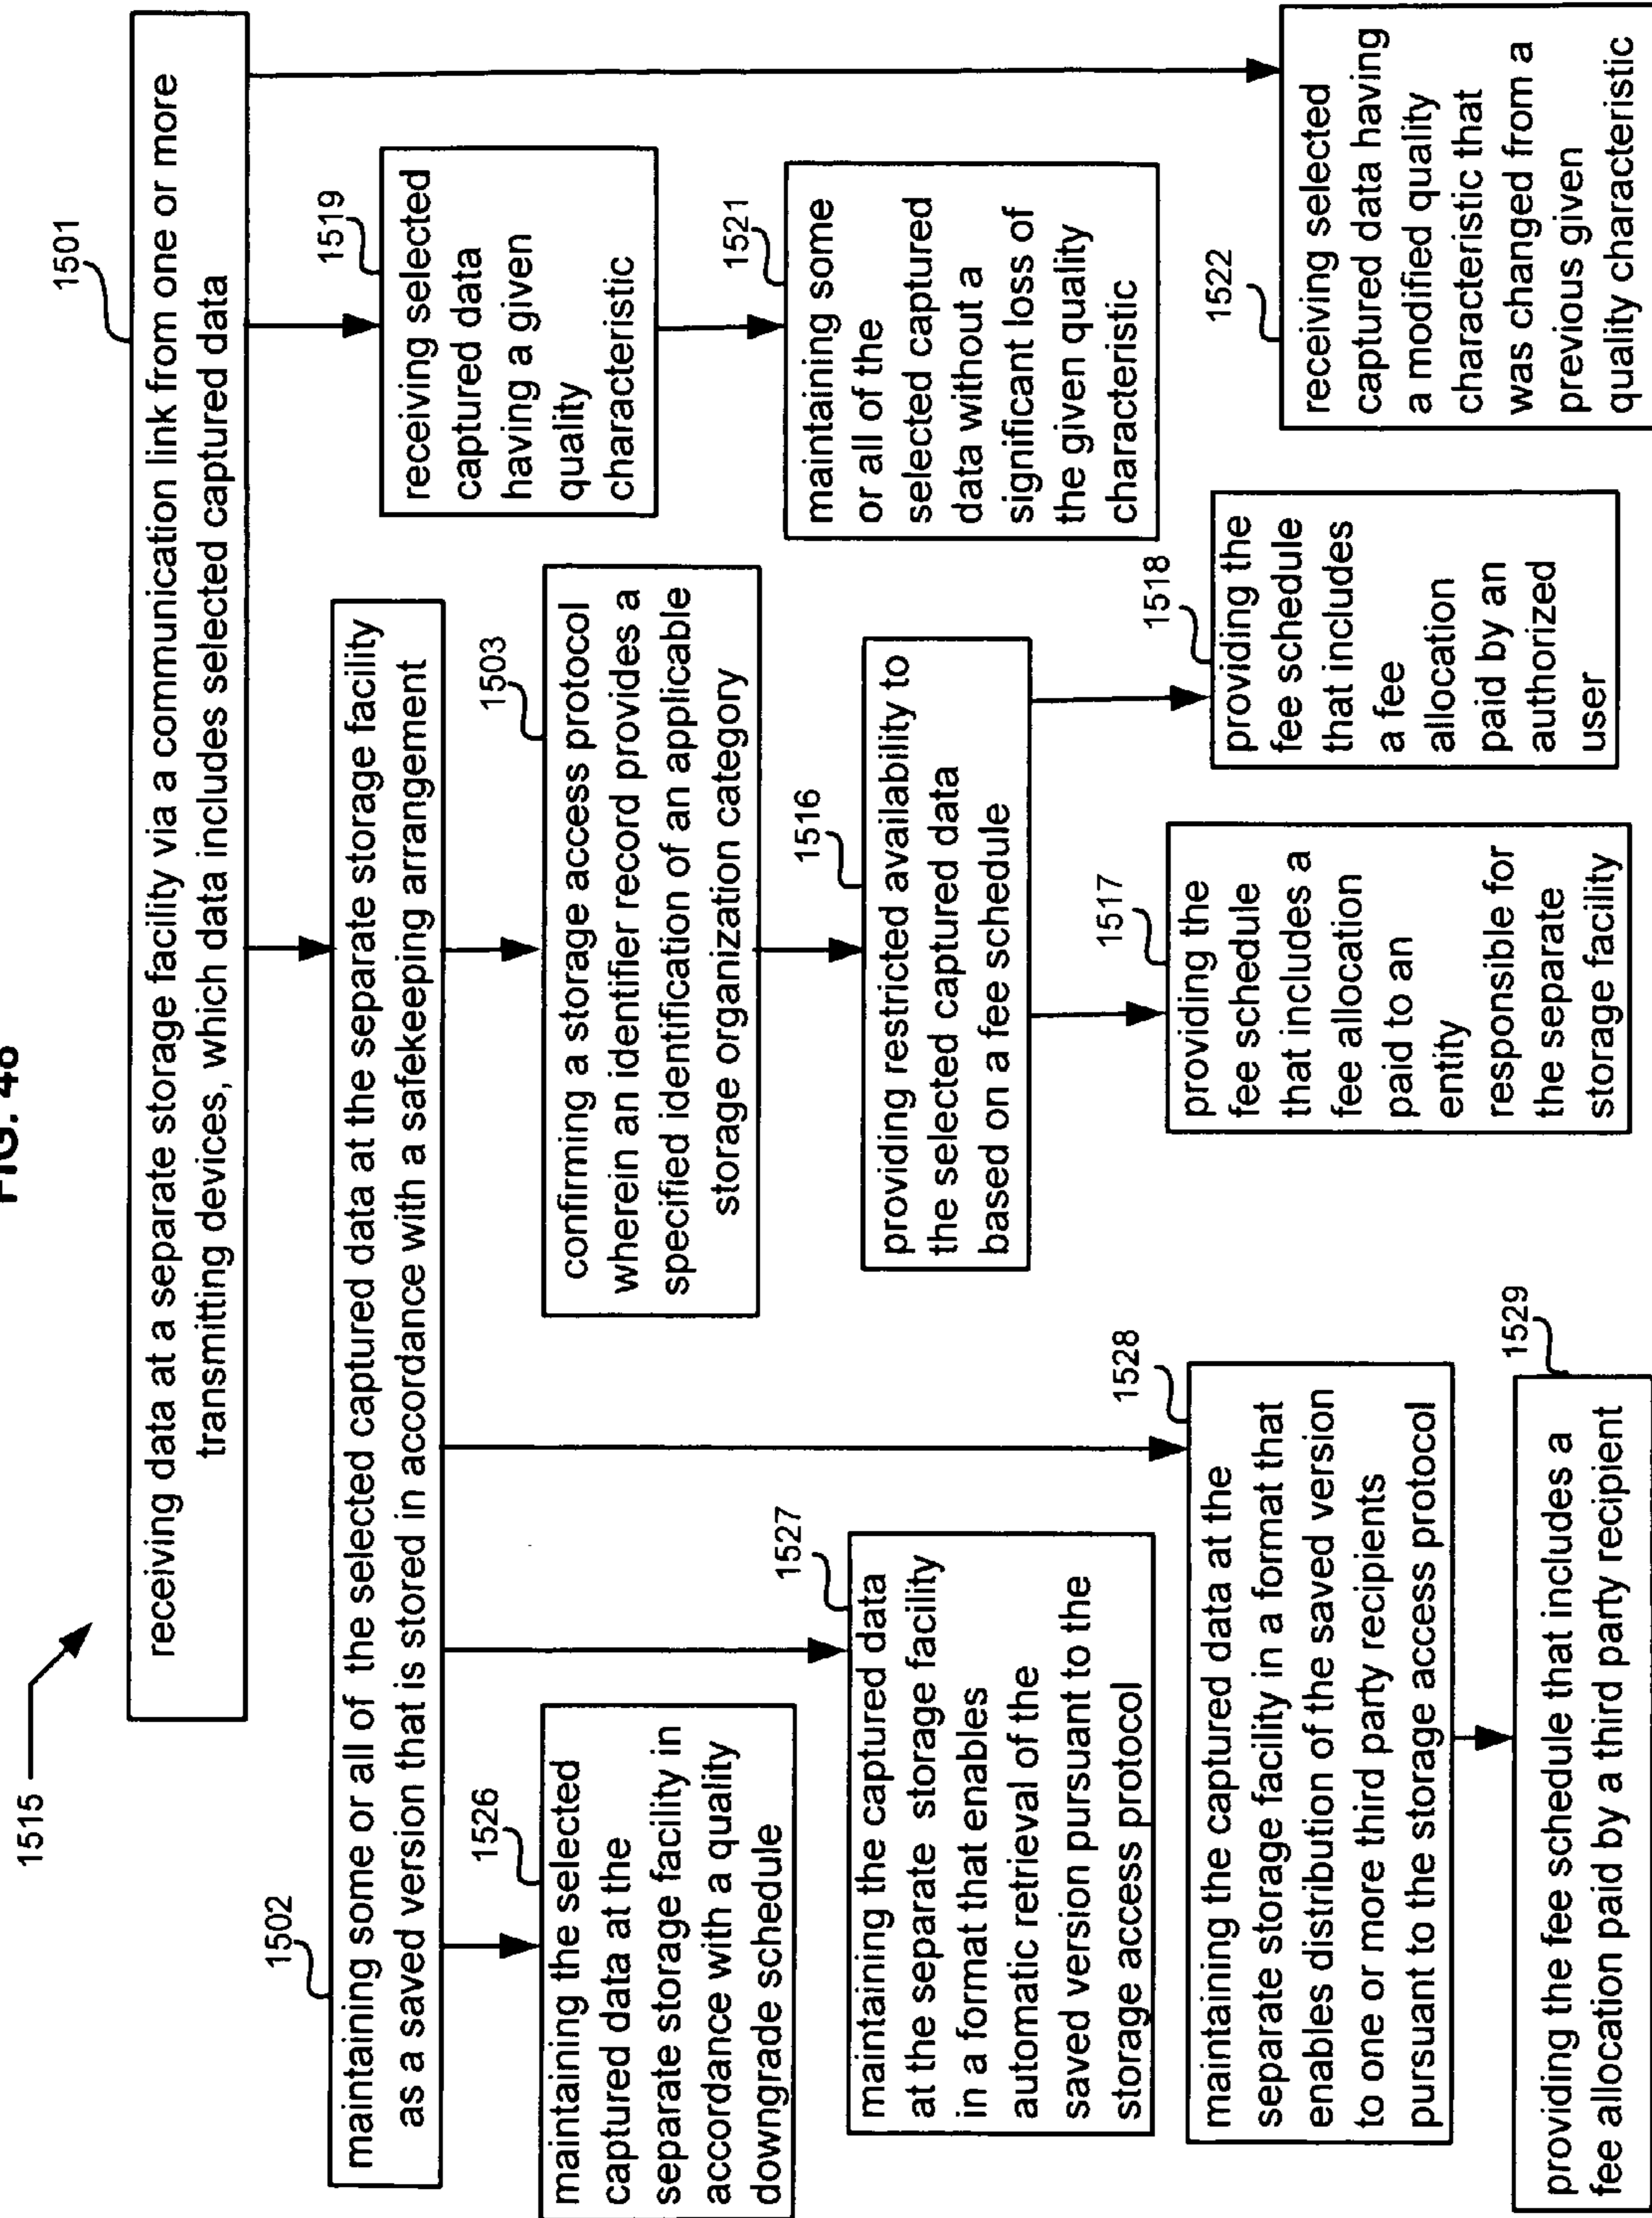 FIG. 48
1515
1501
receiving data at a separate storage facility via a communication link from one or more
transmitting devices, which data includes selected captured data
1502
maintaining some or all of the selected captured data at the separate storage facility
as a saved version that is stored in accordance with a safekeeping arrangement
1519
receiving selected
captured data
having a given
quality
characteristic
1503
confirming a storage access protocol
wherein an identifier record provides a
specified identification of an applicable
storage organization category
1526
maintaining the selected
captured data at the
separate storage facility in
accordance with a quality
downgrade schedule
1521
maintaining some
or all of the
selected captured
data without a
significant loss of
the given quality
characteristic
1516
providing restricted availability to
the selected captured data
based on a fee schedule
1527
maintaining the captured data
at the separate storage facility
in a format that enables
automatic retrieval of the
saved version pursuant to the
storage access protocol
1517
providing the
fee schedule
that includes a
fee allocation
paid to an
entity
responsible for
the separate
storage facility
1518
providing the
fee schedule
that includes
a fee
allocation
paid by an
authorized
user
1522
receiving selected
captured data having
a modified quality
characteristic that
was changed from a
previous given
quality characteristic
1528
maintaining the captured data at the
separate storage facility in a format that
enables distribution of the saved version
to one or more third party recipients
pursuant to the storage access protocol
1529
providing the fee schedule that includes a
fee allocation paid by a third party recipient